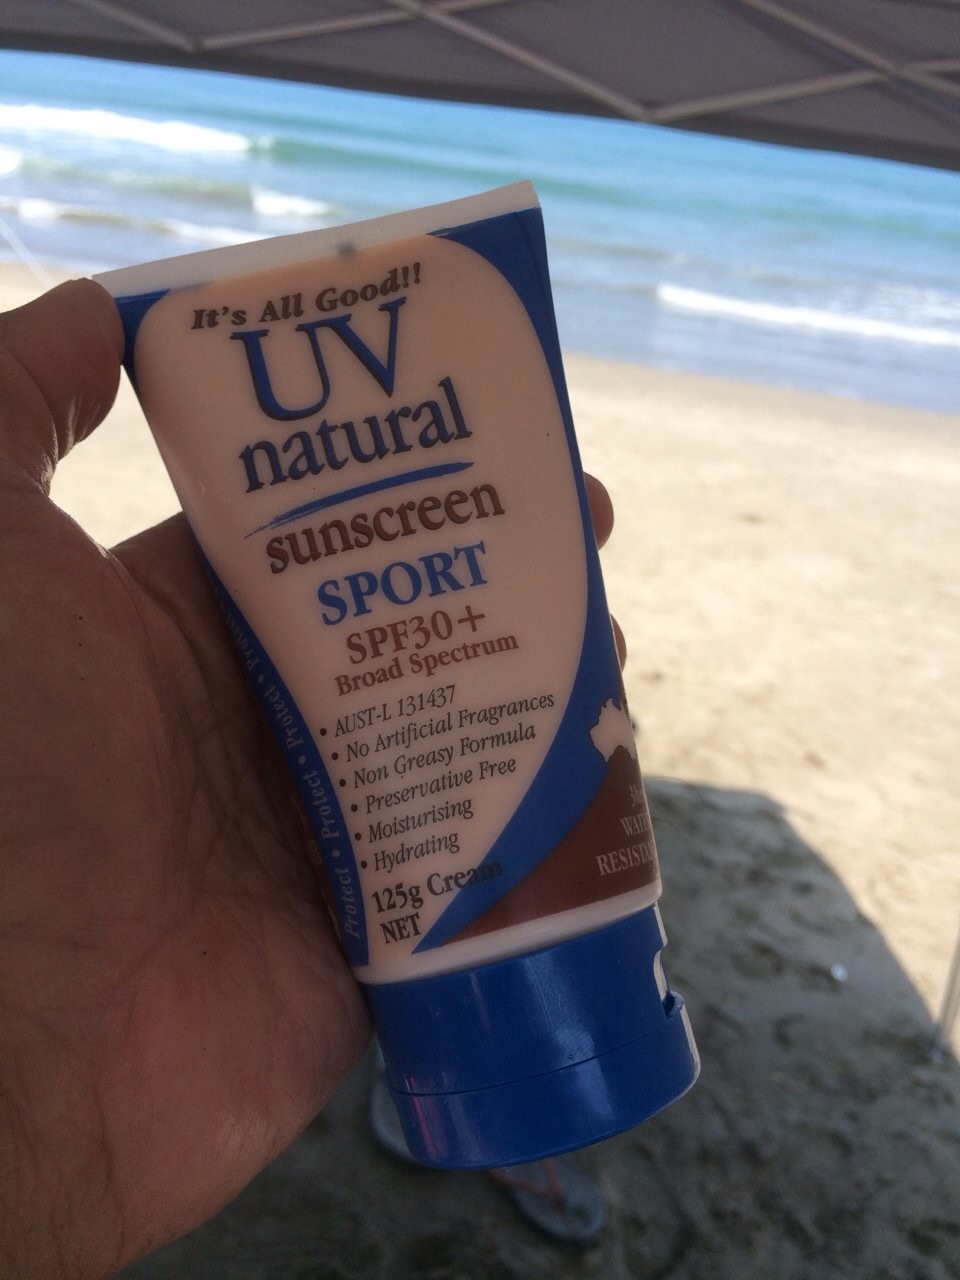 It's All Good!!
UV
natural
sunscreen
SPORT
SPF30+
Broad Spectrum
• AUST-L 131437
• No Artificial Fragrances
• Non Greasy Formula
• Preservative Free
• Moisturising
• Hydrating
125g Cream
NET
Protect • Protect • Protect • Protect • Protect